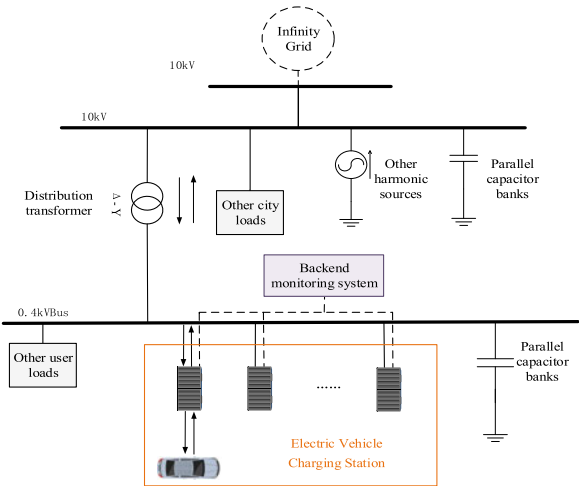 Infinity
Grid
10kV
10kV
Distribution
transformer
Δ-Y
Other city
loads
Other
harmonic
sources
Parallel
capacitor
banks
Backend
monitoring system
0.4kVBus
Other user
loads
......
Parallel
capacitor
banks
Electric Vehicle
Charging Station